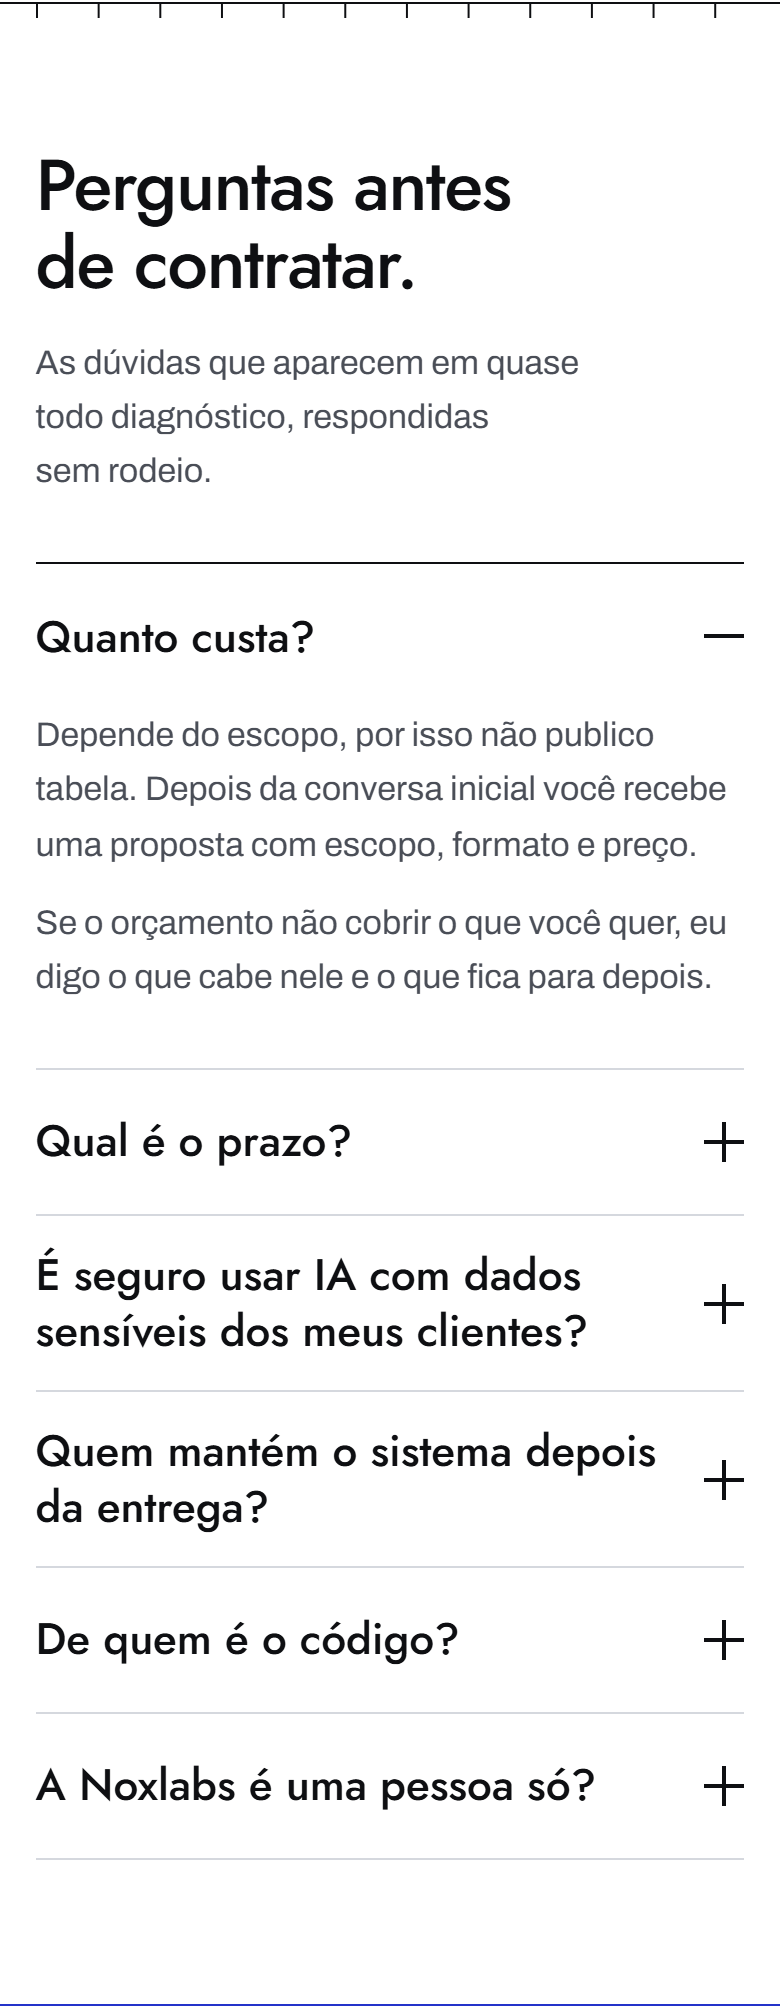 Perguntas antes
de contratar.
As dúvidas que aparecem em quase
todo diagnóstico, respondidas
sem rodeio.
Quanto custa?
Depende do escopo, por isso não publico
tabela. Depois da conversa inicial você recebe
uma proposta com escopo, formato e preço.
Se o orçamento não cobrir o que você quer, eu
digo o que cabe nele e o que fica para depois.
Qual é o prazo?
É seguro usar IA com dados
sensíveis dos meus clientes?
Quem mantém o sistema depois
da entrega?
De quem é o código?
A Noxlabs é uma pessoa só?